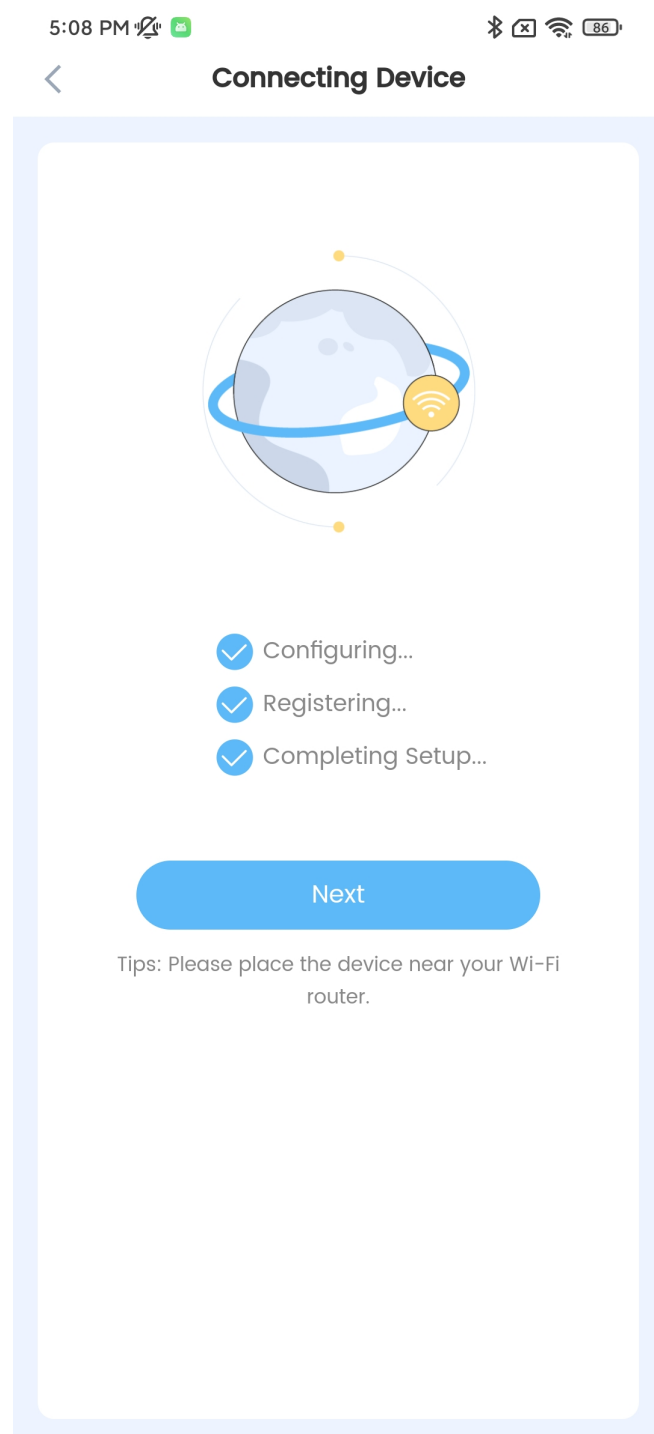 5:08 PM
86
Connecting Device
Configuring...
Registering...
Completing Setup...
Next
Tips: Please place the device near your Wi-Fi
router.